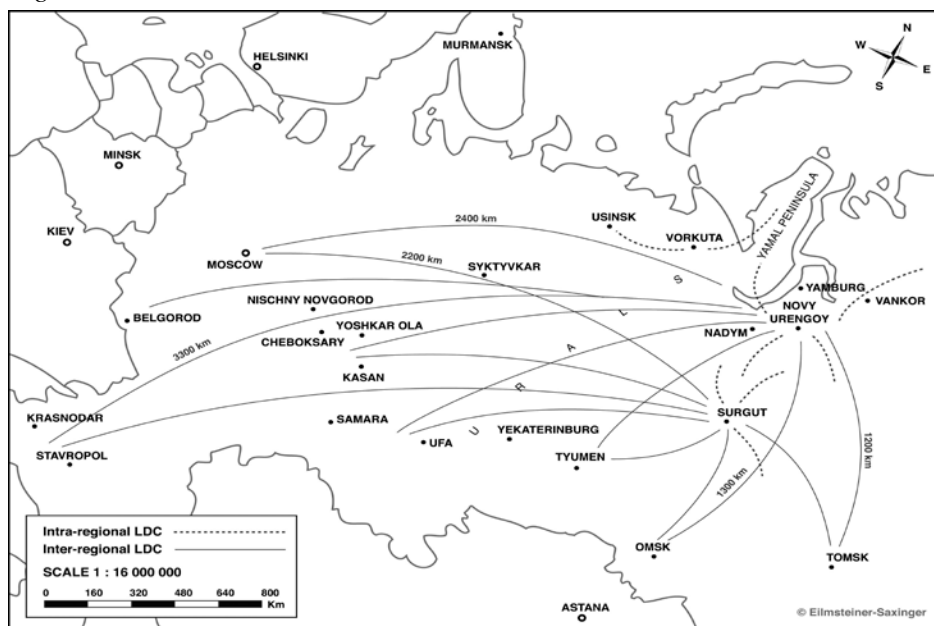 MURMANSK
N
W
E
S
HELSINKI
MINSK
KIEV
MOSCOW
2400 km
2200 km
USINSK
VORKUTA
YAMAL PENINSULA
SYKTYVKAR
NISCHNY NOVGOROD
BELGOROD
YOSHKAR OLA
CHEBOKSARY
KASAN
3300 km
U R A L S
YAMBURG
NOVY
URENGOY
VANKOR
NADYM
KRASNODAR
STAVROPOL
SAMARA
UFA
YEKATERINBURG
TYUMEN
SURGUT
1300 km
1200 km
OMSK
TOMSK
ASTANA
Intra-regional LDC
Inter-regional LDC
SCALE 1 : 16 000 000
0 160 320 480 640 800
Km
© Eilmsteiner-Saxinger